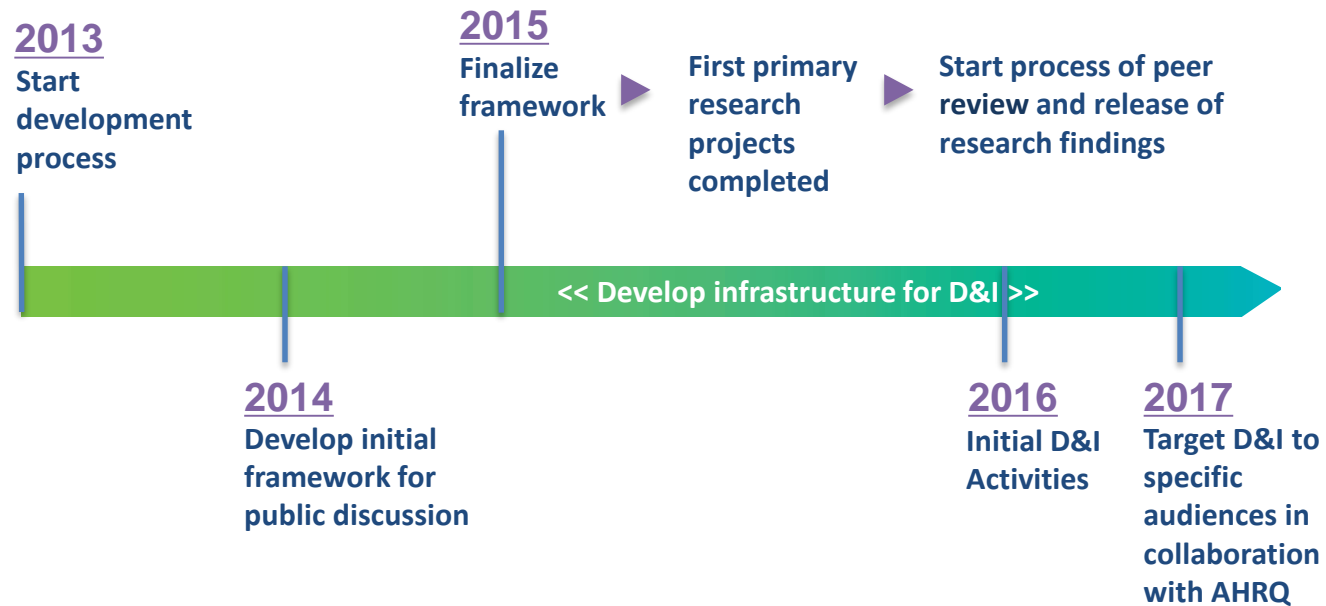 2013
Start
development
process
2015
Finalize
framework
First primary
research
projects
completed
Start process of peer
review and release of
research findings
<< Develop infrastructure for D&I >>
2014
Develop initial
framework for
public discussion
2016
Initial D&I
Activities
2017
Target D&I to
specific
audiences in
collaboration
with AHRQ